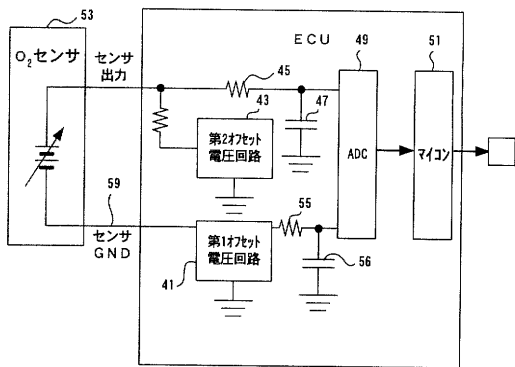 53
O₂センサ
センサ
出力
ECU
45
43
47
49
51
第2オフセット
電圧回路
ADC
マイコン
59
センサ
GND
第1オフセット
電圧回路
41
55
56